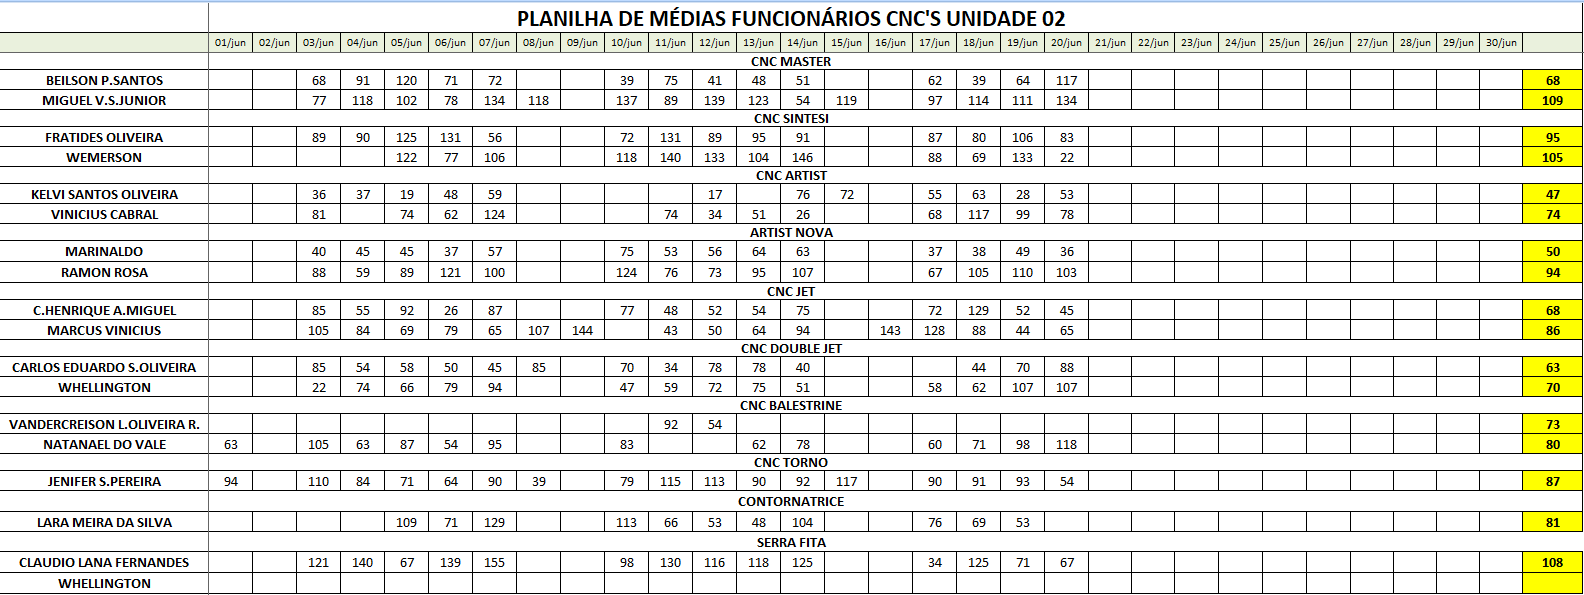 PLANILHA DE MÉDIAS FUNCIONÁRIOS CNC'S UNIDADE 02
01/jun 02/jun 03/jun 04/jun 05/jun 06/jun 07/jun 08/jun 09/jun 10/jun 11/jun 12/jun 13/jun 14/jun 15/jun 16/jun 17/jun 18/jun 19/jun 20/jun 21/jun 22/jun 23/jun 24/jun 25/jun 26/jun 27/jun 28/jun 29/jun 30/jun
CNC MASTER
BEILSON P.SANTOS 68 91 120 71 72 39 75 41 48 51 62 39 64 117 68
MIGUEL V.S.JUNIOR 77 118 102 78 134 118 137 89 139 123 54 119 97 114 111 134 109
CNC SINTESI
FRATIDES OLIVEIRA 89 90 125 131 56 72 131 89 95 91 87 80 106 83 95
WEMERSON 122 77 106 118 140 133 104 146 88 69 133 22 105
CNC ARTIST
KELVI SANTOS OLIVEIRA 36 37 19 48 59 17 76 72 55 63 28 53 47
VINICIUS CABRAL 81 74 62 124 74 34 51 26 68 117 99 78 74
ARTIST NOVA
MARINALDO 40 45 45 37 57 75 53 56 64 63 37 38 49 36 50
RAMON ROSA 88 59 89 121 100 124 76 73 95 107 67 105 110 103 94
CNC JET
C.HENRIQUE A.MIGUEL 85 55 92 26 87 77 48 52 54 75 72 129 52 45 68
MARCUS VINICIUS 105 84 69 79 65 107 144 43 50 64 94 143 128 88 44 65 86
CNC DOUBLE JET
CARLOS EDUARDO S.OLIVEIRA 85 54 58 50 45 85 70 34 78 78 40 44 70 88 63
WHELLINGTON 22 74 66 79 94 47 59 72 75 51 58 62 107 107 70
CNC BALESTRINE
VANDERCREISON L.OLIVEIRA R. 92 54 73
NATANAEL DO VALE 63 105 63 87 54 95 83 62 78 60 71 98 118 80
CNC TORNO
JENIFER S.PEREIRA 94 110 84 71 64 90 39 79 115 113 90 92 117 90 91 93 54 87
CONTORNATRICE
LARA MEIRA DA SILVA 109 71 129 113 66 53 48 104 76 69 53 81
SERRA FITA
CLAUDIO LANA FERNANDES 121 140 67 139 155 98 130 116 118 125 34 125 71 67 108
WHELLINGTON